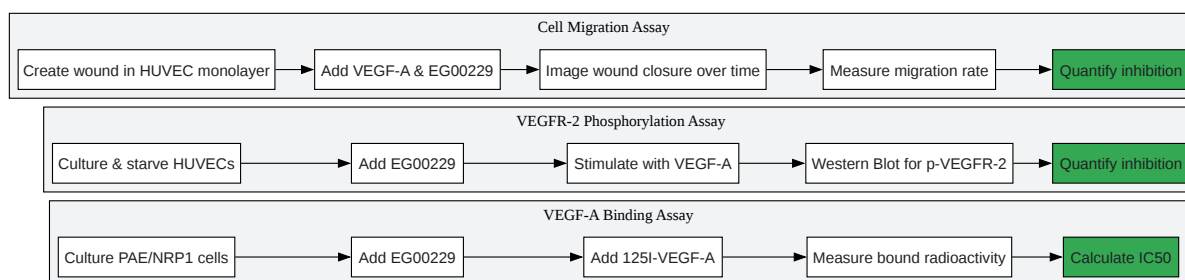 Cell Migration Assay
Create wound in HUVEC monolayer
Add VEGF-A & EG00229
Image wound closure over time
Measure migration rate
Quantify inhibition
VEGFR-2 Phosphorylation Assay
Culture & starve HUVECs
Add EG00229
Stimulate with VEGF-A
Western Blot for p-VEGFR-2
Quantify inhibition
VEGF-A Binding Assay
Culture PAE/NRP1 cells
Add EG00229
Add 125I-VEGF-A
Measure bound radioactivity
Calculate IC50